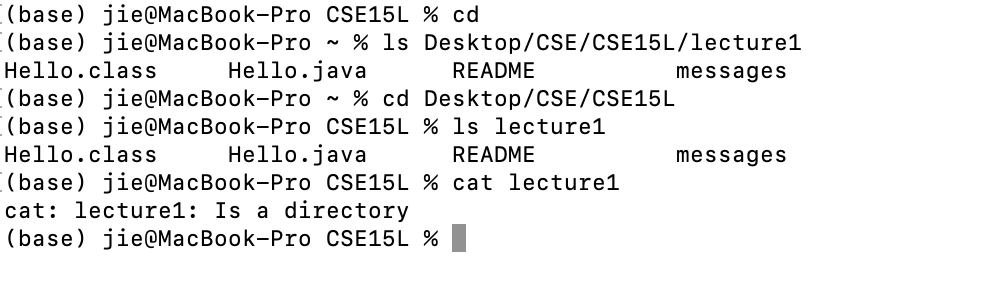 (base) jie@MacBook-Pro CSE15L % cd
(base) jie@MacBook-Pro ~ % ls Desktop/CSE/CSE15L/lecture1
Hello.class     Hello.java      README          messages
(base) jie@MacBook-Pro ~ % cd Desktop/CSE/CSE15L
(base) jie@MacBook-Pro CSE15L % ls lecture1
Hello.class     Hello.java      README          messages
(base) jie@MacBook-Pro CSE15L % cat lecture1
cat: lecture1: Is a directory
(base) jie@MacBook-Pro CSE15L %